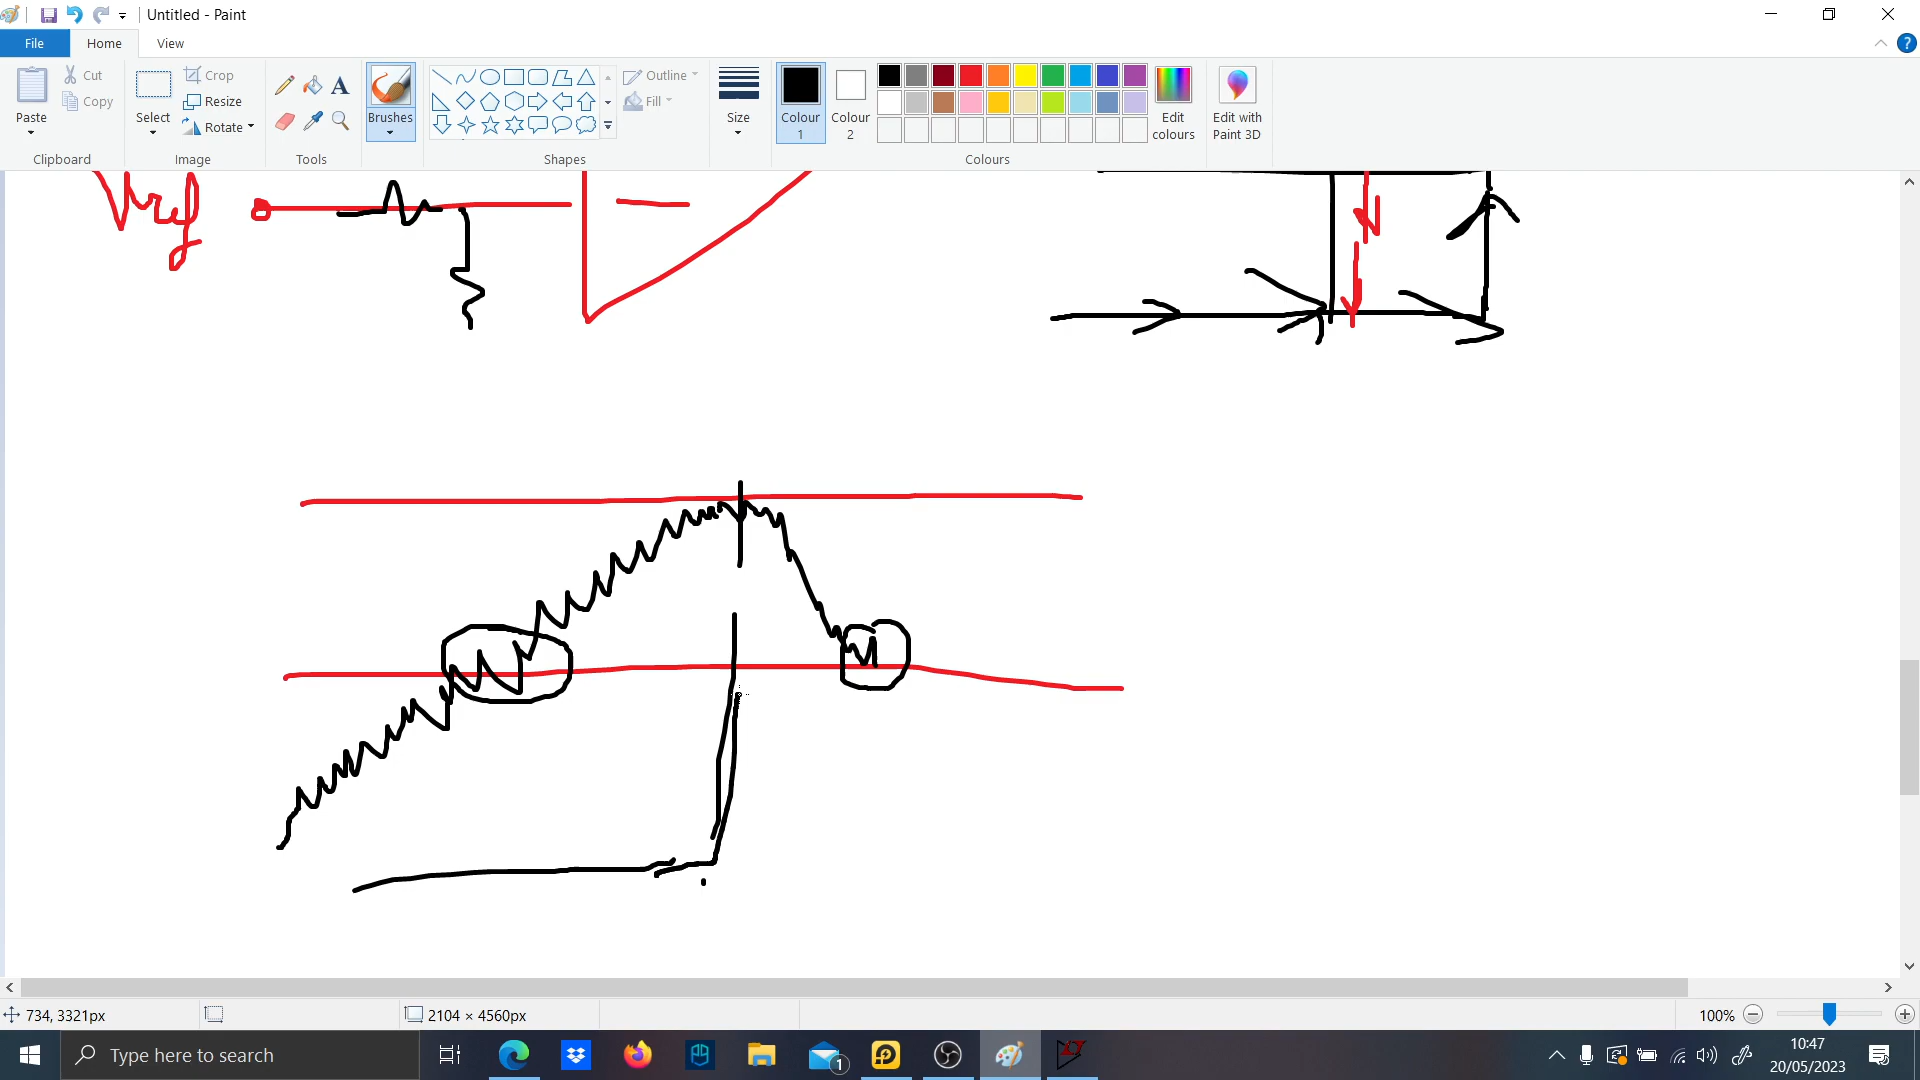 Untitled - Paint
File Home View
Paste
Cut
Copy
Clipboard
Select
Crop
Resize
Rotate
Image
Tools
Brushes
Shapes
Outline
Fill
Size
Colour 1
Colour 2
Colours
Edit colours
Edit with Paint 3D
Vref
734, 3321px
2104 × 4560px
100%
Type here to search
1
10:47
20/05/2023